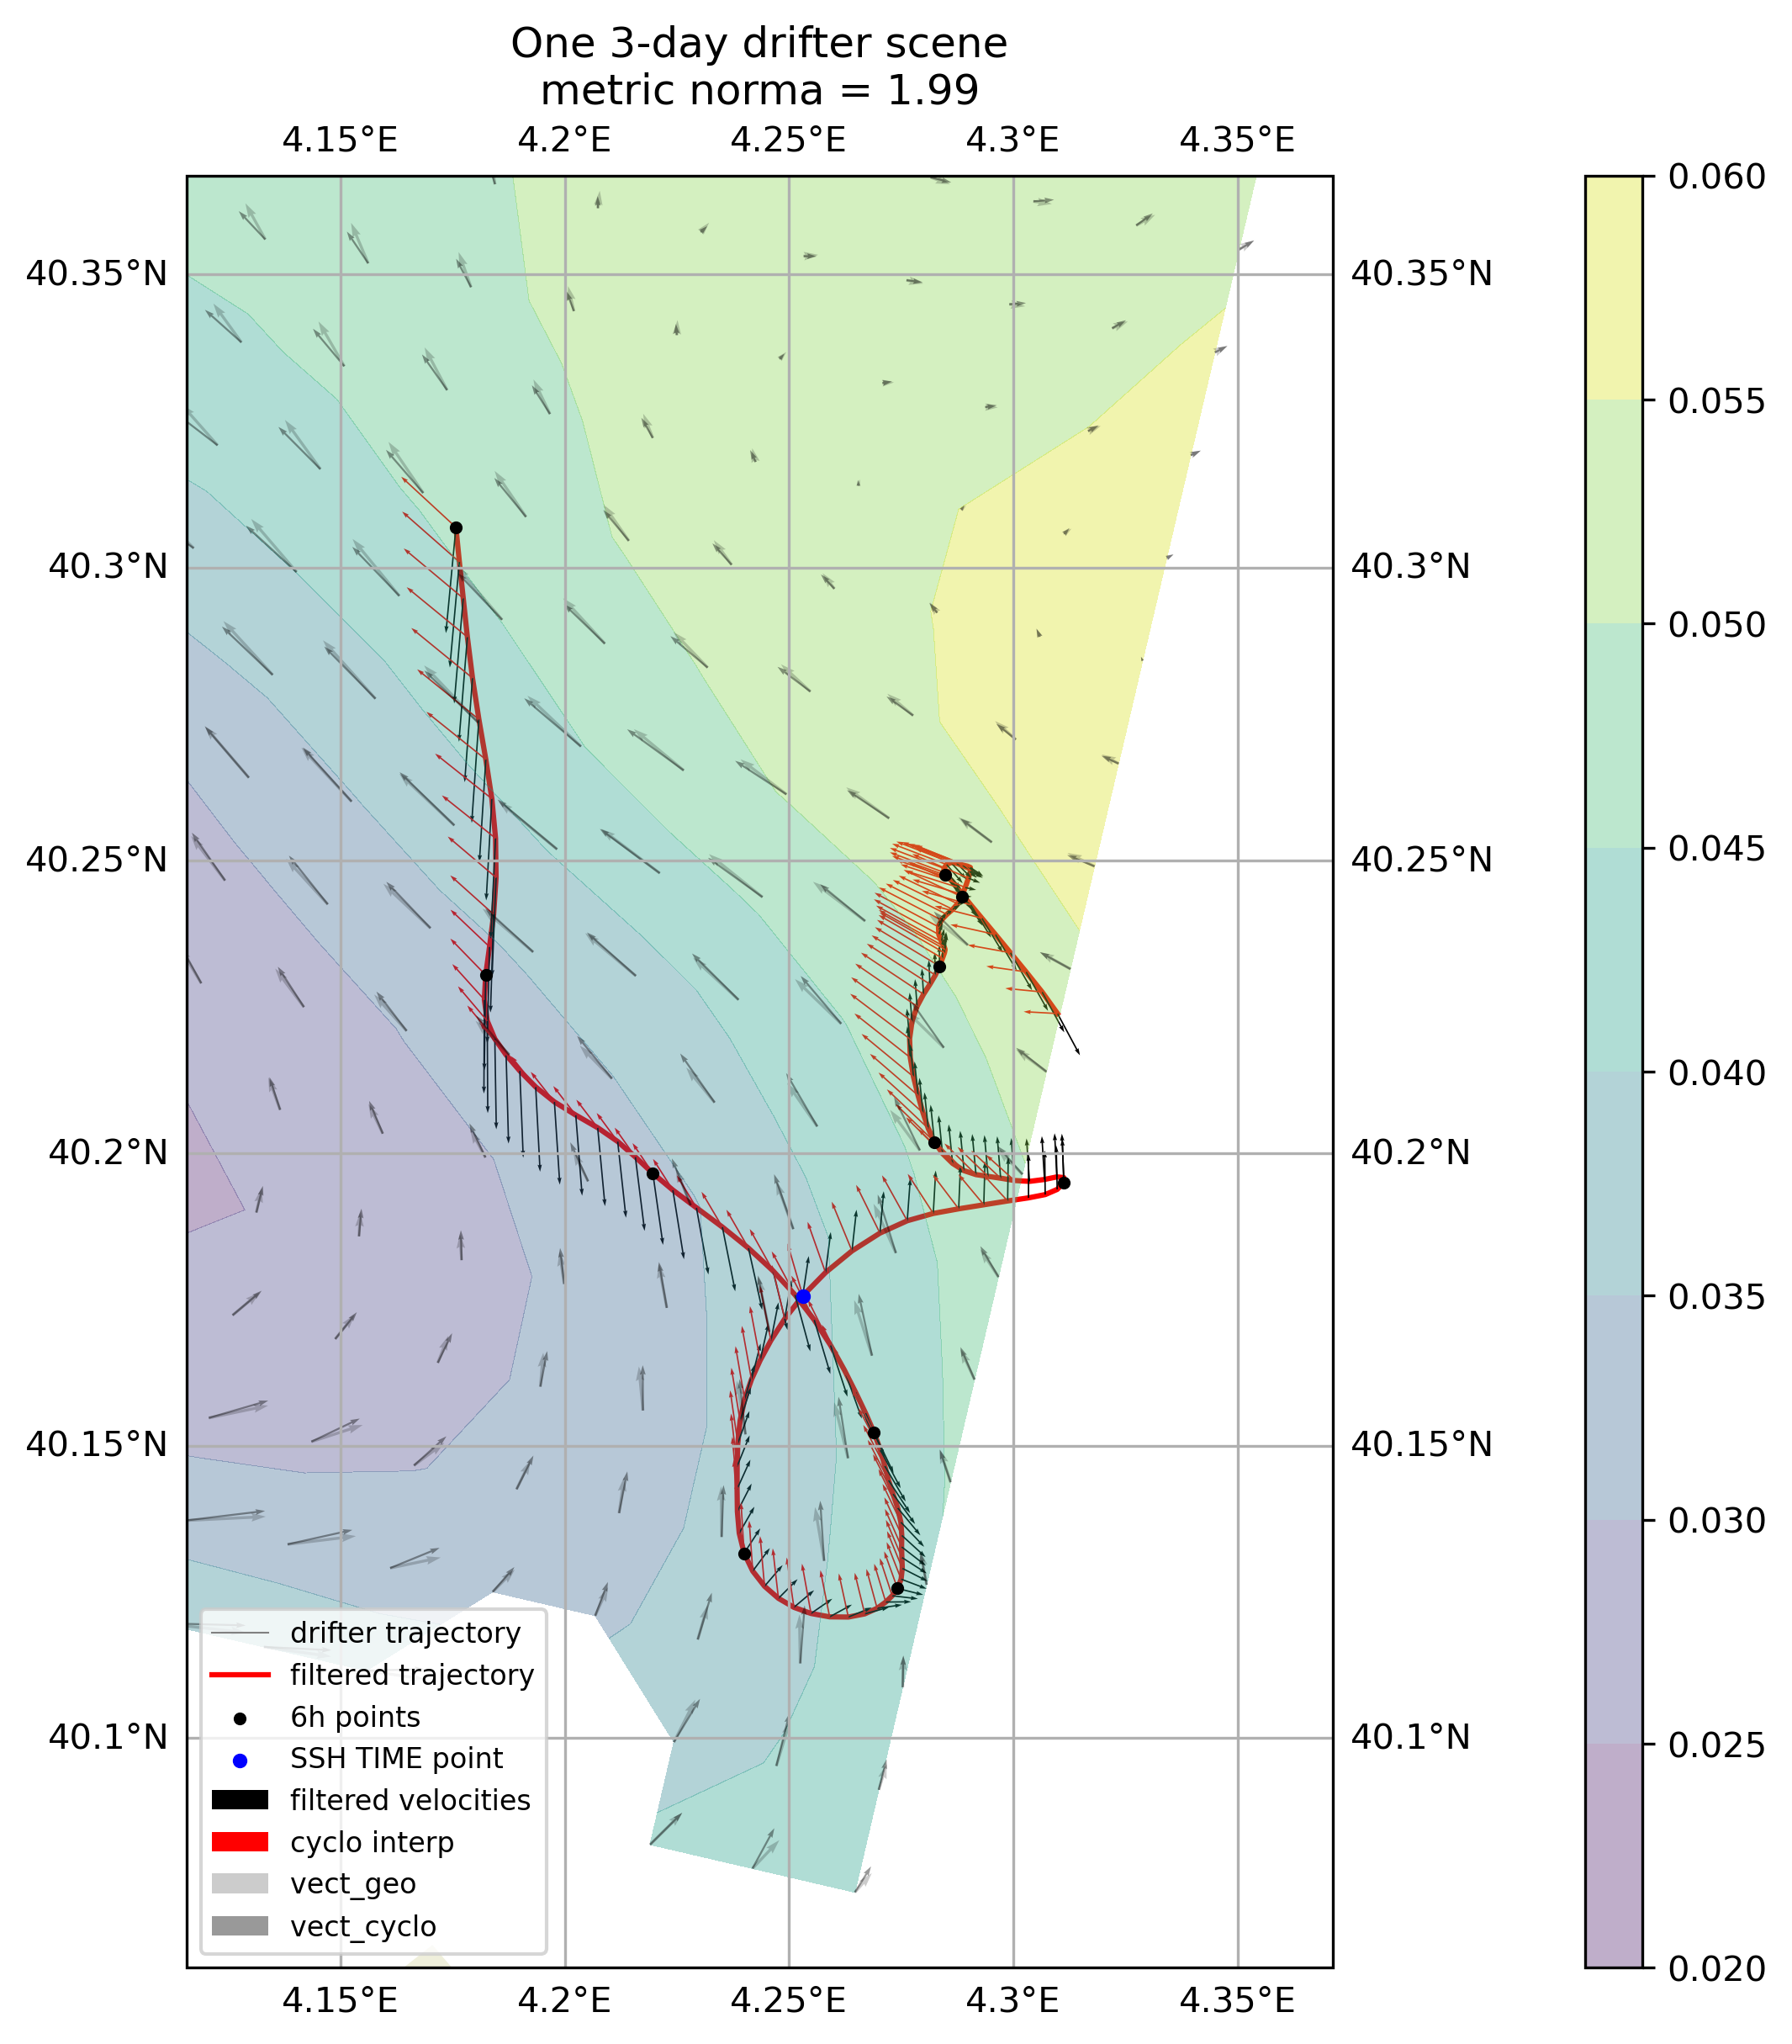 One 3-day drifter scene
metric norma = 1.99
4.15°E 4.2°E 4.25°E 4.3°E 4.35°E
40.35°N 40.35°N
40.3°N 40.3°N
40.25°N 40.25°N
40.2°N 40.2°N
40.15°N 40.15°N
40.1°N 40.1°N
drifter trajectory
filtered trajectory
6h points
SSH TIME point
filtered velocities
cyclo interp
vect_geo
vect_cyclo
4.15°E 4.2°E 4.25°E 4.3°E 4.35°E
0.060
0.055
0.050
0.045
0.040
0.035
0.030
0.025
0.020